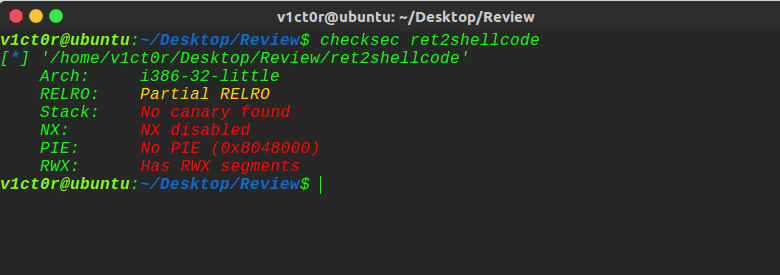 v1ct0r@ubuntu: ~/Desktop/Review
v1ct0r@ubuntu:~/Desktop/Review$ checksec ret2shellcode
[*] '/home/v1ct0r/Desktop/Review/ret2shellcode'
Arch: i386-32-little
RELRO: Partial RELRO
Stack: No canary found
NX: NX disabled
PIE: No PIE (0x8048000)
RWX: Has RWX segments
v1ct0r@ubuntu:~/Desktop/Review$